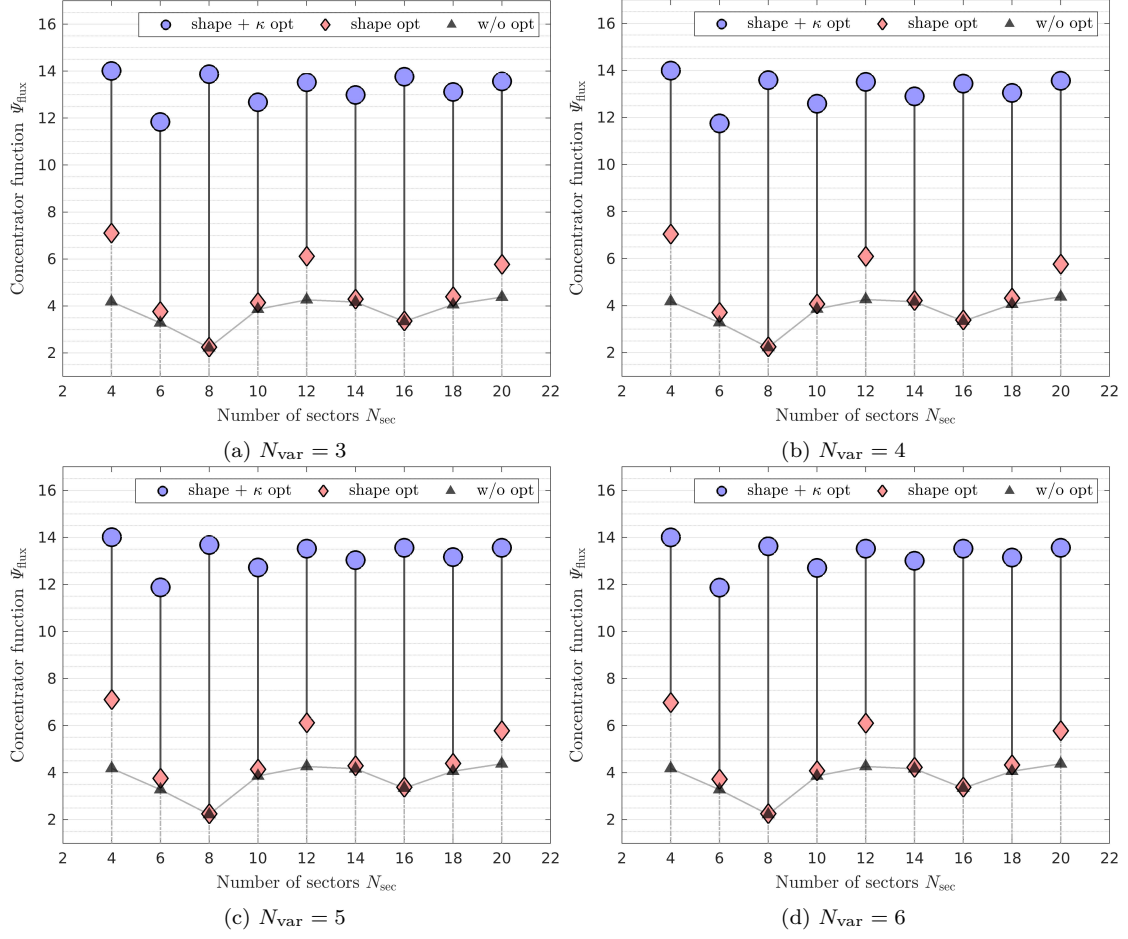 shape + κ opt shape opt w/o opt
16
14
12
10
8
6
4
2
Concentrator function Ψflux
2 4 6 8 10 12 14 16 18 20 22
Number of sectors Nsec
(a) Nvar = 3
shape + κ opt shape opt w/o opt
16
14
12
10
8
6
4
2
Concentrator function Ψflux
2 4 6 8 10 12 14 16 18 20 22
Number of sectors Nsec
(b) Nvar = 4
shape + κ opt shape opt w/o opt
16
14
12
10
8
6
4
2
Concentrator function Ψflux
2 4 6 8 10 12 14 16 18 20 22
Number of sectors Nsec
(c) Nvar = 5
shape + κ opt shape opt w/o opt
16
14
12
10
8
6
4
2
Concentrator function Ψflux
2 4 6 8 10 12 14 16 18 20 22
Number of sectors Nsec
(d) Nvar = 6